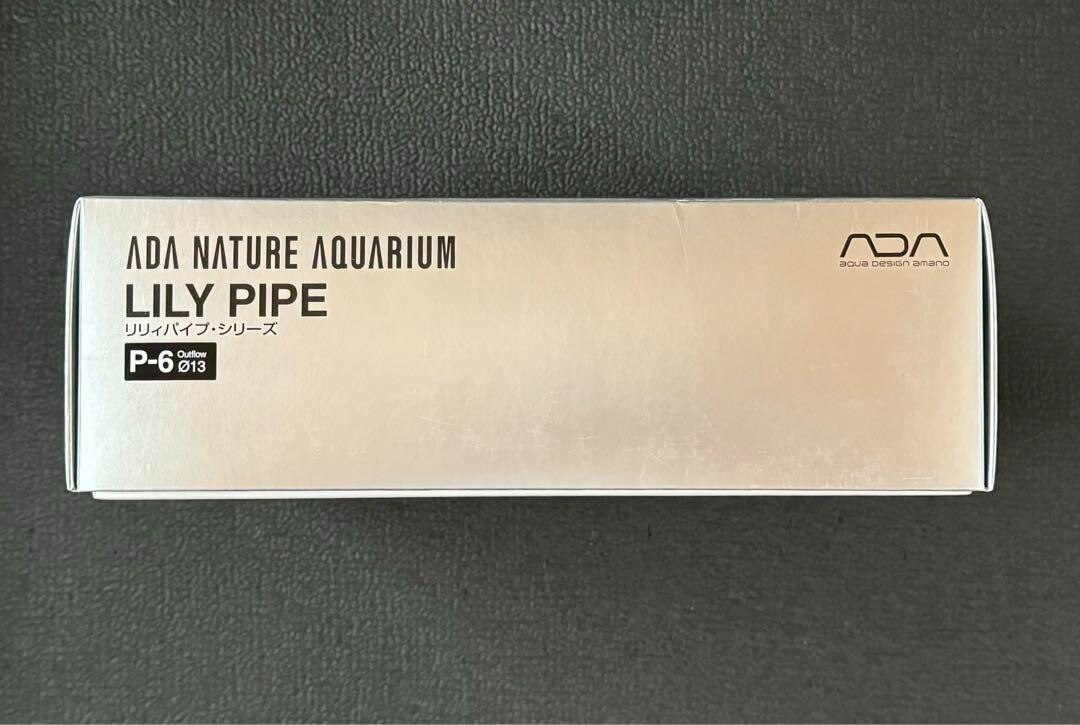 ADA NATURE AQUARIUM
LILY PIPE
リリィパイプ・シリーズ
P-6 Outflow Ø13
ADA
aqua design amano